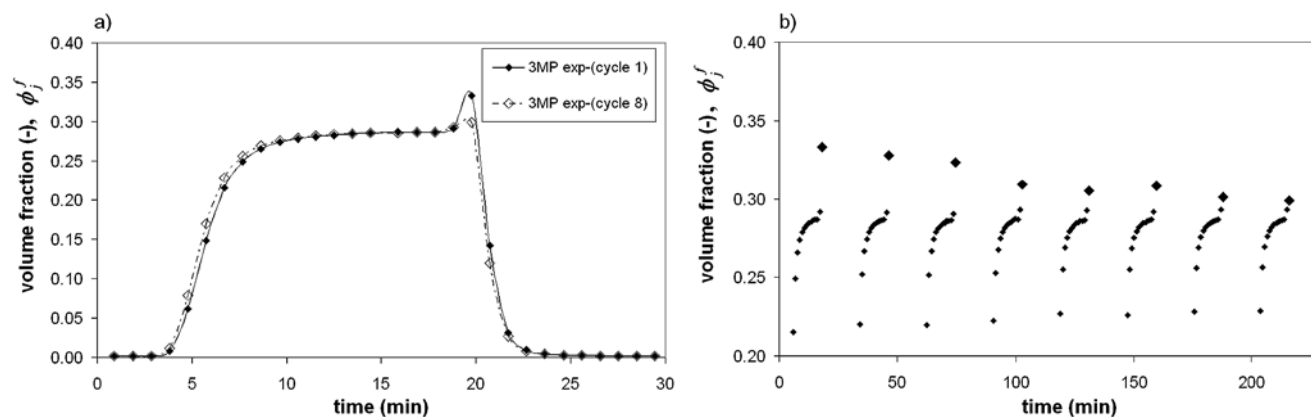 a)
0.40
0.35
0.30
0.25
0.20
0.15
0.10
0.05
0.00
volume fraction (-), ϕ_j^f
3MP exp-(cycle 1)
3MP exp-(cycle 8)
0 5 10 15 20 25 30
time (min)
b)
0.40
0.35
0.30
0.25
0.20
volume fraction (-), ϕ_j^f
0 50 100 150 200
time (min)